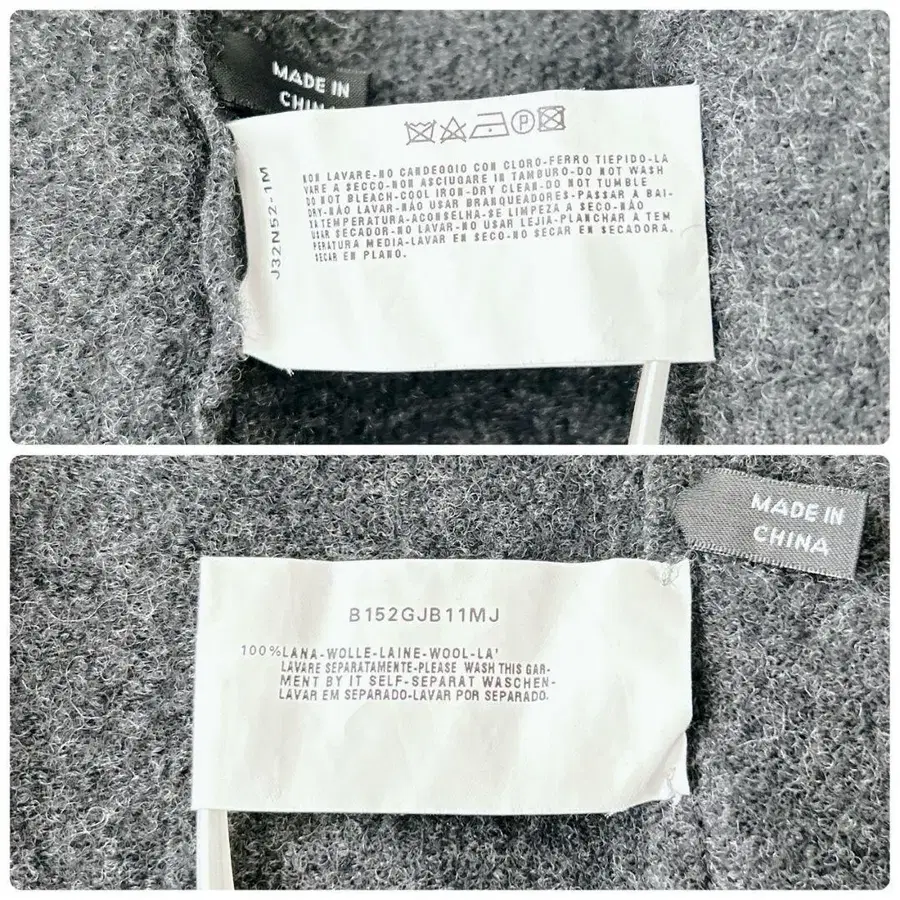 MADE IN
CHINA
J32N52-1M
NON LAVARE-NO CANDEGGIO CON CLORO-FERRO TIEPIDO-LA
VARE A SECCO-NON ASCIUGARE IN TAMBURO-DO NOT WASH
DO NOT BLEACH-COOL IRON-DRY CLEAN-DO NOT TUMBLE
DRY-NÃO LAVAR-NÃO USAR BRANQUEADORES-PASSAR A BAI-
XA TEMPERATURA-ACONSELHA-SE LIMPEZA A SECO-NÃO
USAR SECADOR-NO LAVAR-NO USAR LEJIA-PLANCHAR A TEM
PERATURA MEDIA-LAVAR EN SECO-NO SECAR EN SECADORA.
SECAR EN PLANO.
MADE IN
CHINA
B152GJB11MJ
100%LANA-WOLLE-LAINE-WOOL-LA'
LAVARE SEPARATAMENTE-PLEASE WASH THIS GAR-
MENT BY IT SELF-SEPARAT WASCHEN-
LAVAR EM SEPARADO-LAVAR POR SEPARADO.